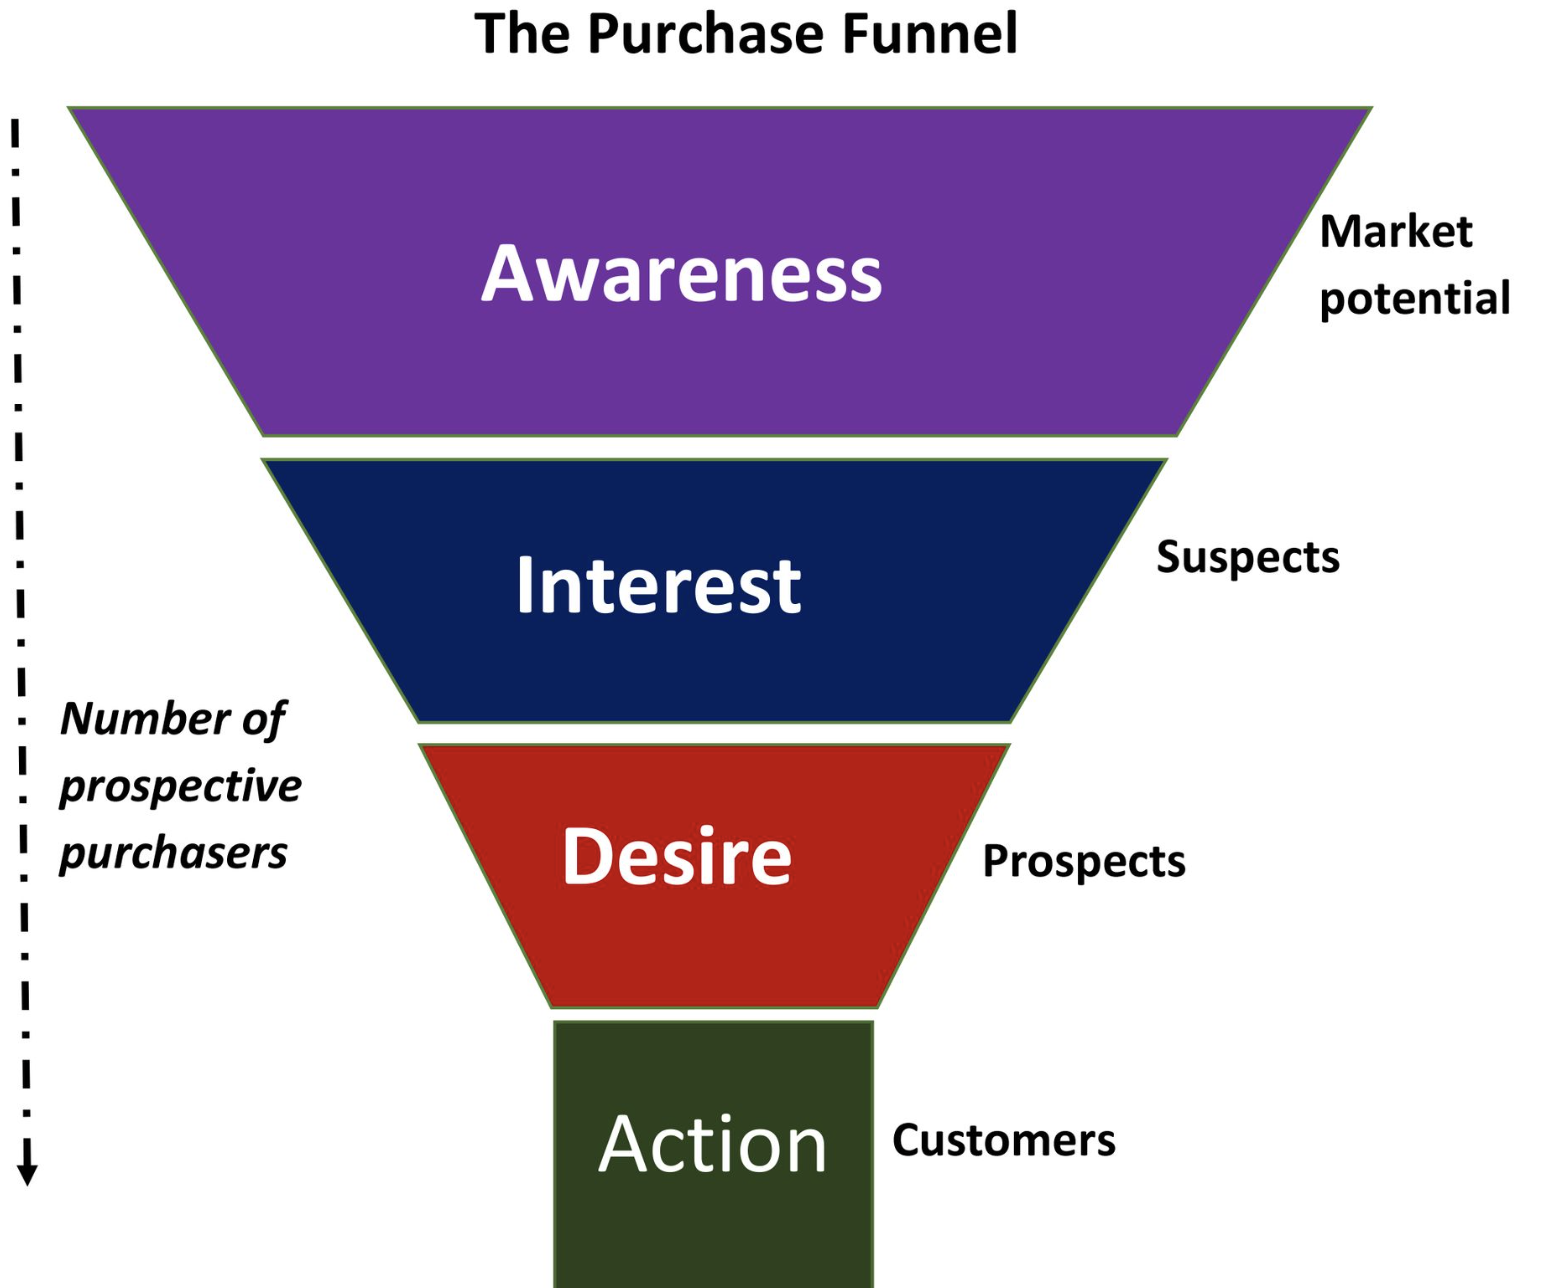 The Purchase Funnel
Awareness
Market
potential
Interest
Suspects
Number of
prospective
purchasers
Desire
Prospects
Action
Customers